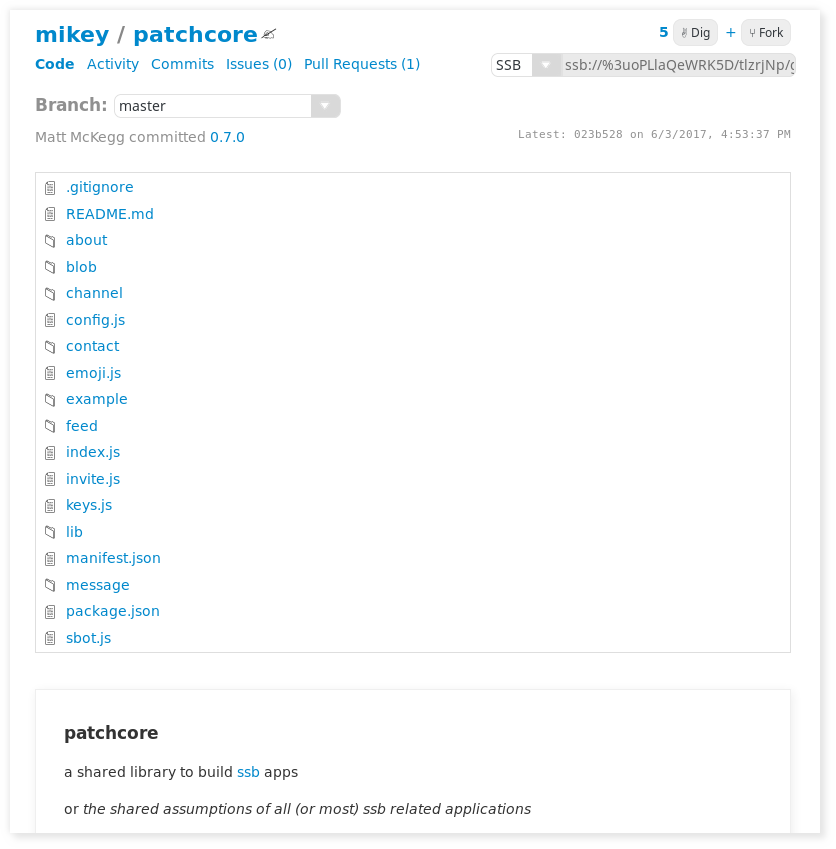 mikey / patchcore✍ 5 ✌ Dig + ⑂ Fork
Code Activity Commits Issues (0) Pull Requests (1) SSB ssb://%3uoPLlaQeWRK5D/tlzrjNp/
Branch: master
Matt McKegg committed 0.7.0 Latest: 023b528 on 6/3/2017, 4:53:37 PM
.gitignore
README.md
about
blob
channel
config.js
contact
emoji.js
example
feed
index.js
invite.js
keys.js
lib
manifest.json
message
package.json
sbot.js
patchcore
a shared library to build ssb apps
or the shared assumptions of all (or most) ssb related applications